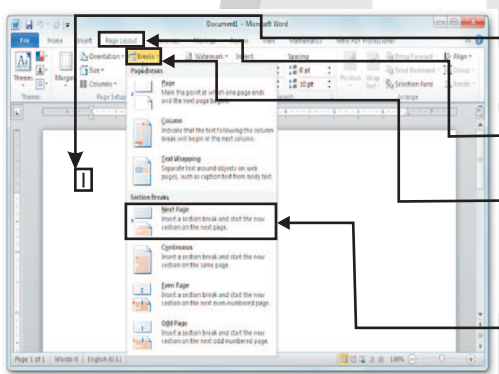 Document1 - Microsoft Word
File Home Insert Page Layout View Mathematics
Themes
Margins
Orientation
Size
Columns
Breaks
Watermark
Indent
Spacing
0 pt
10 pt
Position
Wrap Text
Bring Forward
Send Backward
Selection Pane
Align
Group
Rotate
Themes
Page Setup
Arrange
Page Breaks
Page
Mark the point at which one page ends
and the next page begins.
Column
Indicate that the text following the column
break will begin in the next column.
Text Wrapping
Separate text around objects on web
pages, such as caption text from body text.
Section Breaks
Next Page
Insert a section break and start the new
section on the next page.
Continuous
Insert a section break and start the new
section on the same page.
Even Page
Insert a section break and start the new
section on the next even-numbered page.
Odd Page
Insert a section break and start the new
section on the next odd-numbered page.
Page: 1 of 1 Words: 0 English (U.S.) 100%